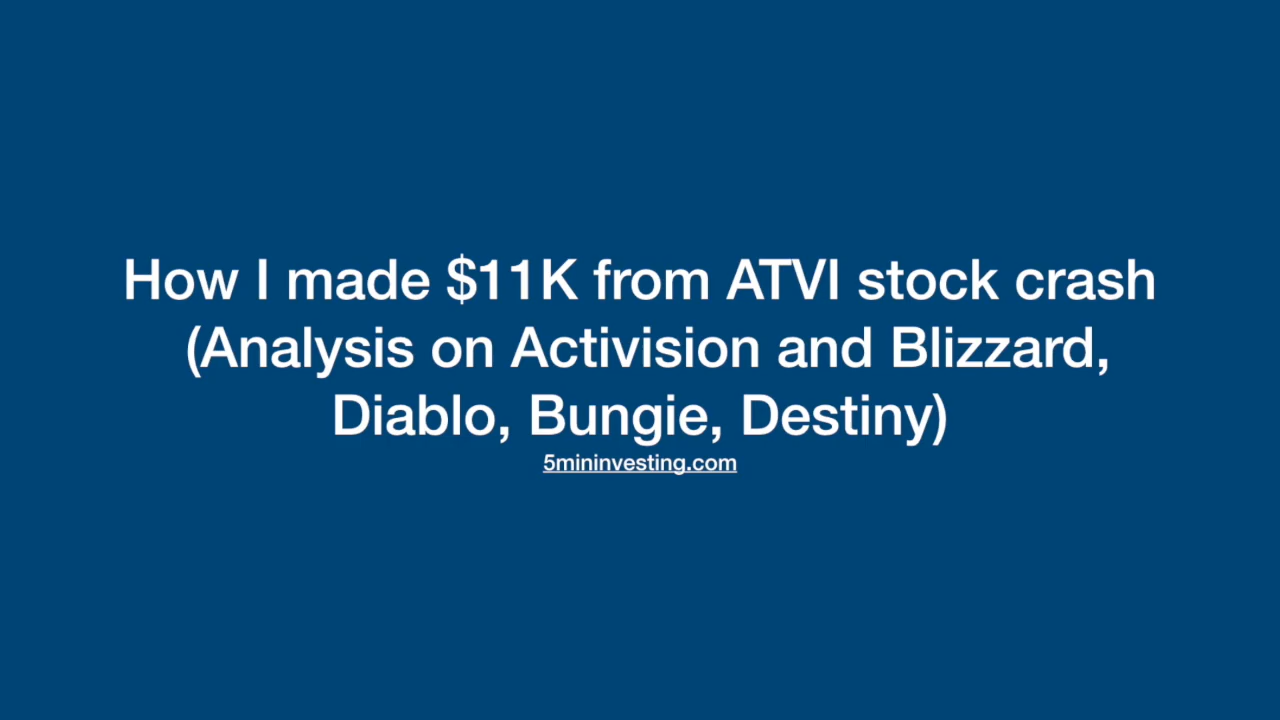 How I made $11K from ATVI stock crash
(Analysis on Activision and Blizzard,
Diablo, Bungie, Destiny)
5mininvesting.com